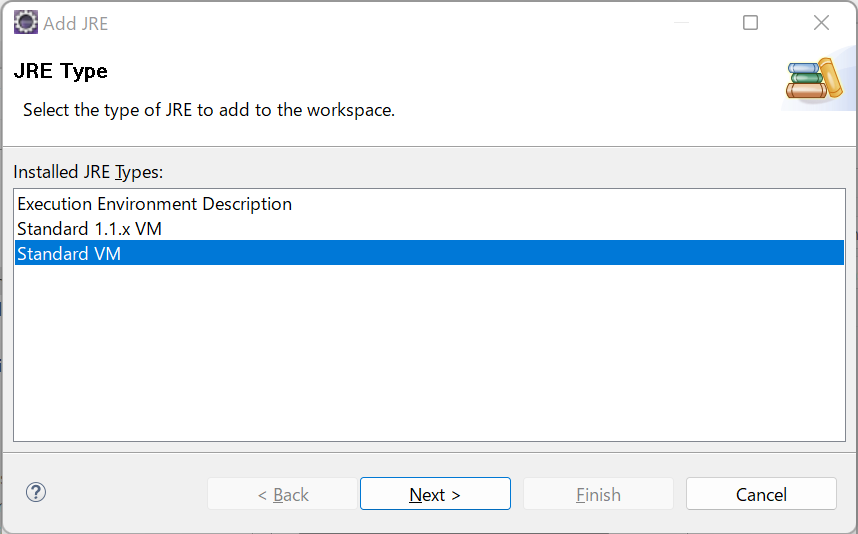 Add JRE
JRE Type
Select the type of JRE to add to the workspace.
Installed JRE Types:
Execution Environment Description
Standard 1.1.x VM
Standard VM
?
< Back
Next >
Finish
Cancel